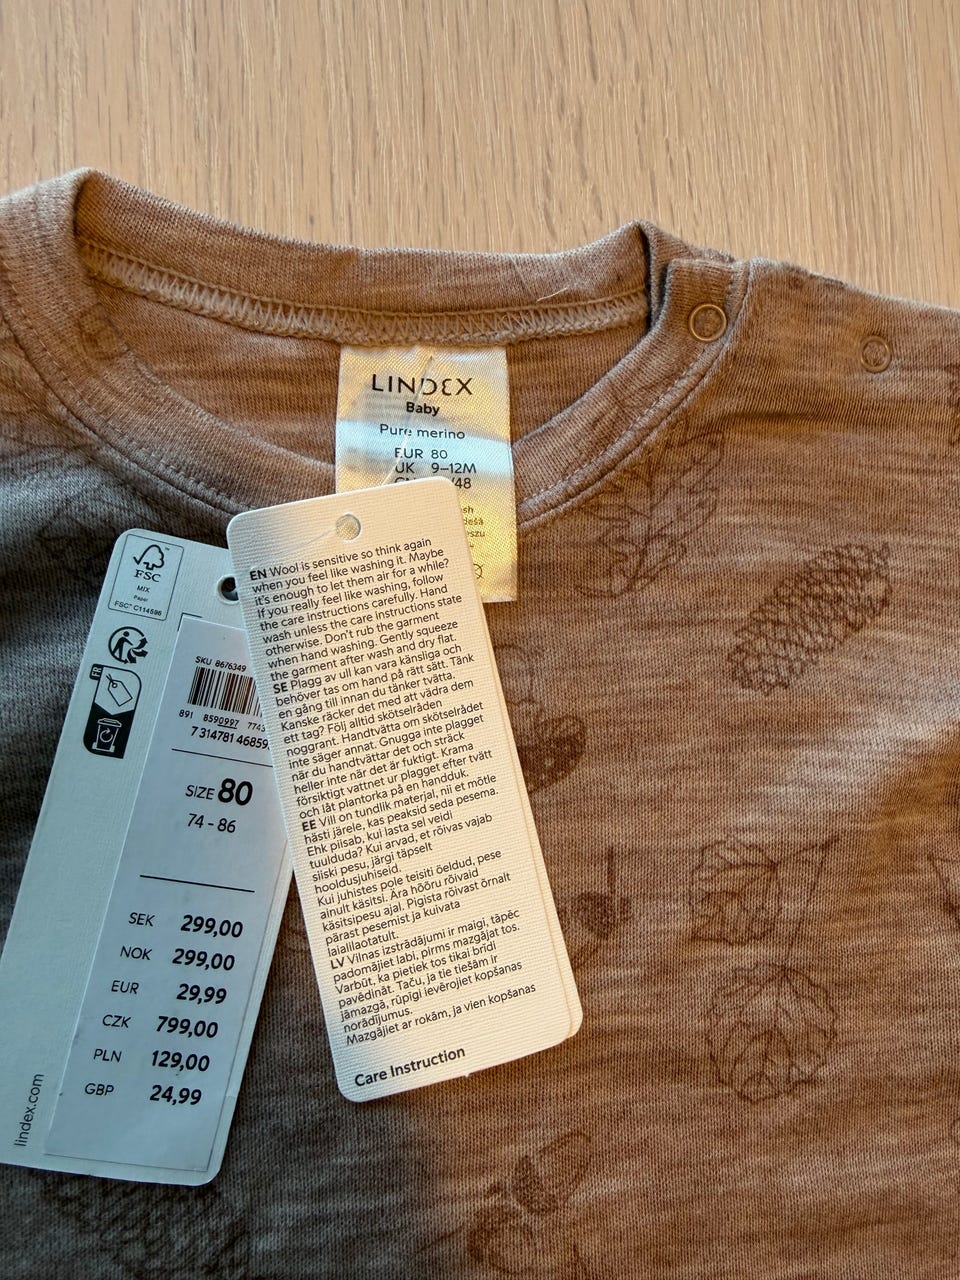 LINDEX
Baby
Pure merino
EUR 80
UK 9–12M
/48
FSC
MIX
Paper
FSC® C114596
FR
SKU 8676349
891 8590997
7 314781 46859
SIZE 80
74 - 86
SEK 299,00
NOK 299,00
EUR 29,99
CZK 799,00
PLN 129,00
GBP 24,99
lindex.com
EN Wool is sensitive so think again
when you feel like washing it. Maybe
it's enough to let them air for a while?
If you really feel like washing, follow
the care instructions carefully. Hand
wash unless the care instructions state
otherwise. Don't rub the garment
when hand washing. Gently squeeze
the garment after wash and dry flat.
SE Plagg av ull kan vara känsliga och
behöver tas om hand på rätt sätt. Tänk
en gång till innan du tänker tvätta.
Kanske räcker det med att vädra dem
ett tag? Följ alltid skötselråden
noggrant. Handtvätta om skötselrådet
inte säger annat. Gnugga inte plagget
när du handtvättar det och sträck
heller inte när det är fuktigt. Krama
försiktigt vattnet ur plagget efter tvätt
och låt plantorka på en handduk.
EE Vill on tundlik materjal, nii et mõtle
hästi järele, kas peaksid seda pesema.
Ehk piisab, kui lasta sel veidi
tuulduda? Kui arvad, et rõivas vajab
siiski pesu, järgi täpselt
hooldusjuhiseid.
Kui juhistes pole teisiti öeldud, pese
ainult käsitsi. Ära hõõru rõivaid
käsitsipesu ajal. Pigista rõivast õrnalt
pärast pesemist ja kuivata
laialilaotatult.
LV Vilnas izstrādājumi ir maigi, tāpēc
padomājiet labi, pirms mazgājat tos.
Varbūt, ka pietiek tos tikai brīdi
pavēdināt. Taču, ja tie tiešām ir
jāmazgā, rūpīgi ievērojiet kopšanas
norādījumus.
Mazgājiet ar rokām, ja vien kopšanas
Care Instruction